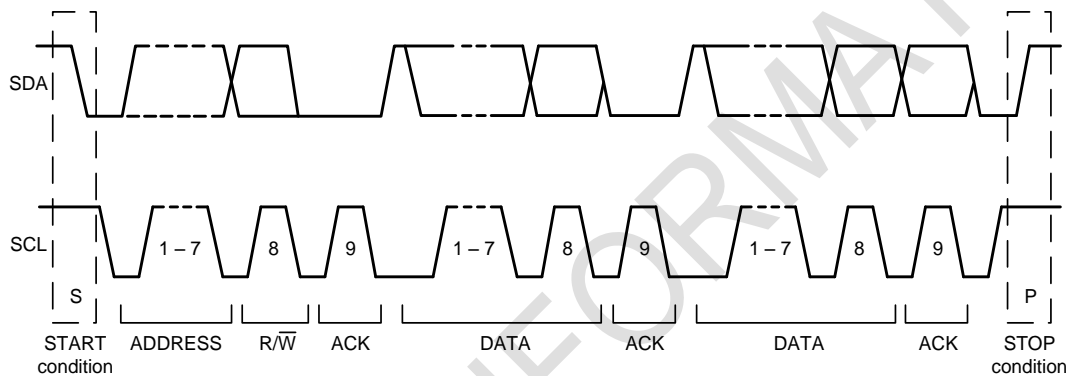 SDA
SCL
1 – 7
8
9
1 – 7
8
9
1 – 7
8
9
S
P
START
condition
ADDRESS
R/W̅
ACK
DATA
ACK
DATA
ACK
STOP
condition